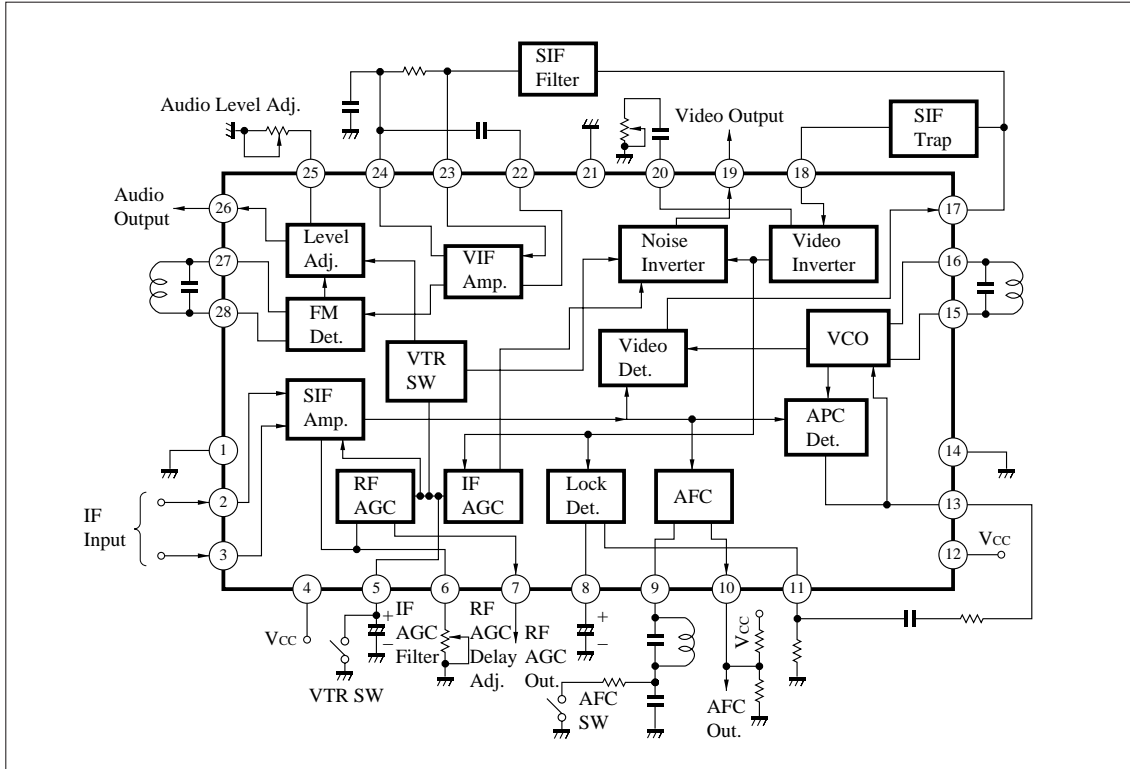 SIF
Filter
Audio Level Adj.
Video Output
SIF
Trap
25
24
23
22
21
20
19
18
Audio
Output
26
17
Level
Adj.
VIF
Amp.
Noise
Inverter
Video
Inverter
27
16
28
15
FM
Det.
VTR
SW
Video
Det.
VCO
SIF
Amp.
APC
Det.
1
14
RF
AGC
IF
AGC
Lock
Det.
AFC
2
13
IF
Input
3
12
VCC
4
5
6
7
8
9
10
11
VCC
+
−
VTR SW
IF
AGC
Filter
RF
AGC
Delay
Adj.
RF
AGC
Out.
+
−
AFC
SW
VCC
AFC
Out.